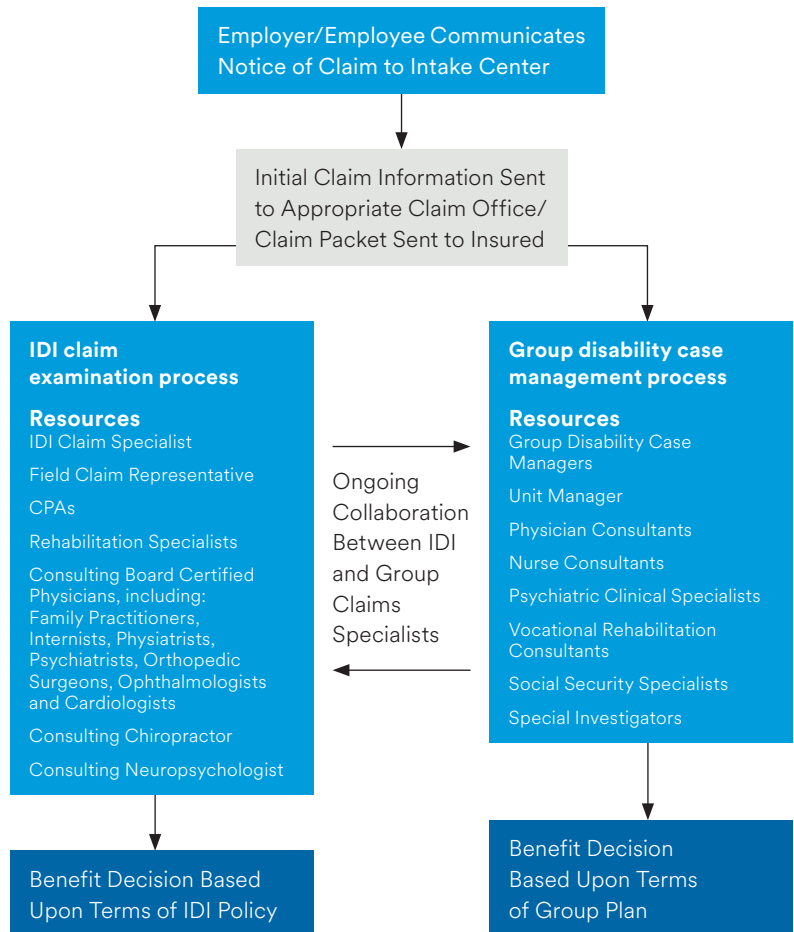 Employer/Employee Communicates
Notice of Claim to Intake Center
Initial Claim Information Sent
to Appropriate Claim Office/
Claim Packet Sent to Insured
IDI claim
examination process
Resources
IDI Claim Specialist
Field Claim Representative
CPAs
Rehabilitation Specialists
Consulting Board Certified
Physicians, including:
Family Practitioners,
Internists, Physiatrists,
Psychiatrists, Orthopedic
Surgeons, Ophthalmologists
and Cardiologists
Consulting Chiropractor
Consulting Neuropsychologist
Ongoing
Collaboration
Between IDI
and Group
Claims
Specialists
Group disability case
management process
Resources
Group Disability Case
Managers
Unit Manager
Physician Consultants
Nurse Consultants
Psychiatric Clinical Specialists
Vocational Rehabilitation
Consultants
Social Security Specialists
Special Investigators
Benefit Decision Based
Upon Terms of IDI Policy
Benefit Decision
Based Upon Terms
of Group Plan